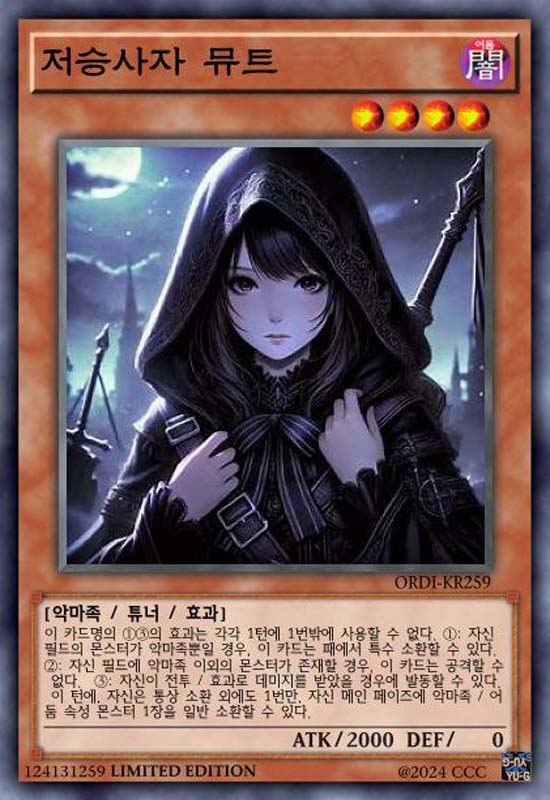 저승사자 뮤트
어둠
闇
ORDI-KR259
[악마족 / 튜너 / 효과]
이 카드명의 ①③의 효과는 각각 1턴에 1번밖에 사용할 수 없다. ①: 자신
필드의 몬스터가 악마족뿐일 경우, 이 카드는 패에서 특수 소환할 수 있다.
②: 자신 필드에 악마족 이외의 몬스터가 존재할 경우, 이 카드는 공격할 수
없다. ③: 자신이 전투 / 효과로 데미지를 받았을 경우에 발동할 수 있다.
이 턴에, 자신은 통상 소환 외에도 1번만, 자신 메인 페이즈에 악마족 / 어
둠 속성 몬스터 1장을 일반 소환할 수 있다.
ATK/2000 DEF/ 0
124131259 LIMITED EDITION @2024 CCC